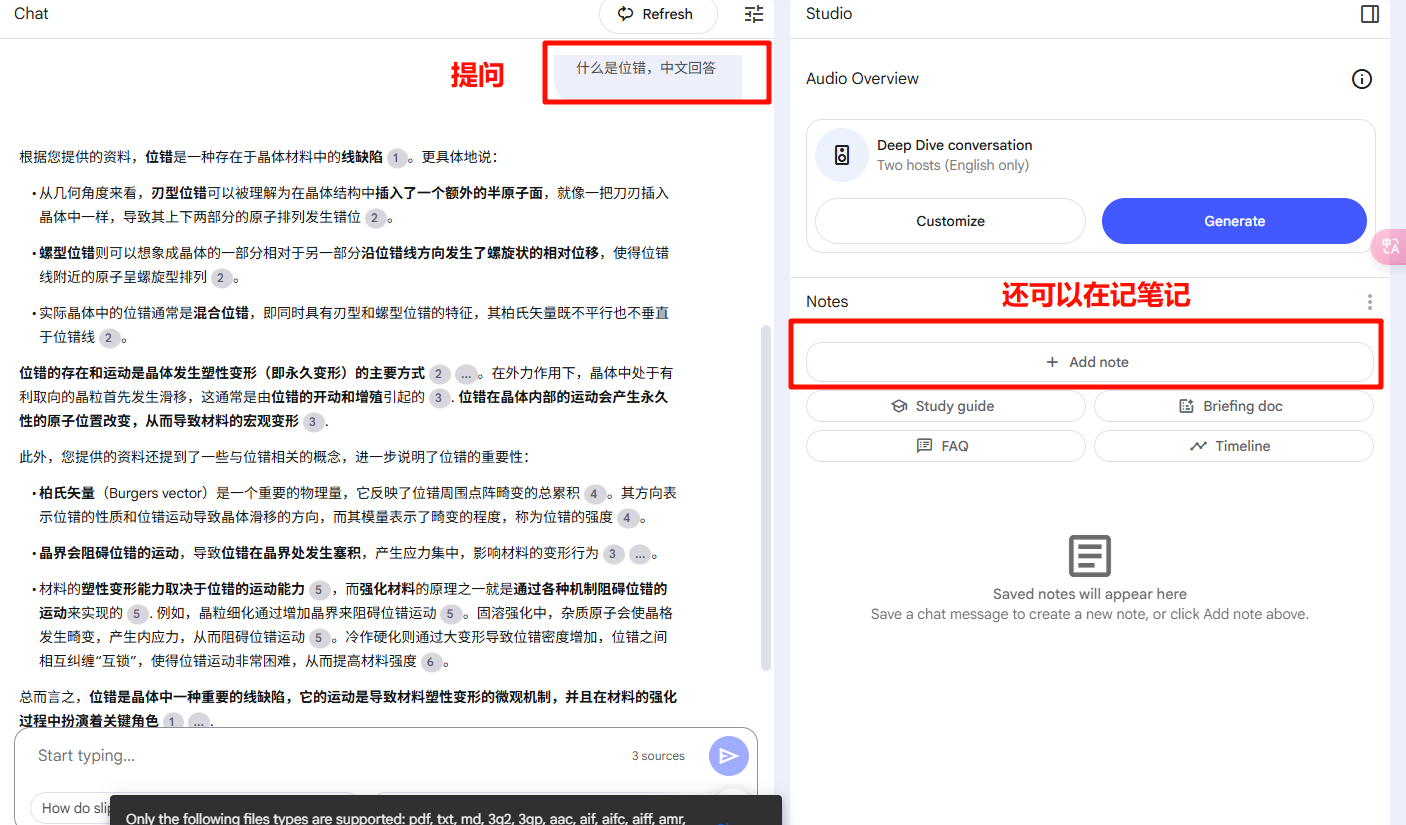 Chat
Refresh
提问
什么是位错，中文回答
根据您提供的资料，位错是一种存在于晶体材料中的线缺陷 1 。更具体地说：
• 从几何角度来看，刃型位错可以被理解为在晶体结构中插入了一个额外的半原子面，就像一把刀刃插入
晶体中一样，导致其上下两部分的原子排列发生错位 2 。
• 螺型位错则可以想象成晶体的一部分相对于另一部分沿位错线方向发生了螺旋状的相对位移，使得位错
线附近的原子呈螺旋型排列 2 。
• 实际晶体中的位错通常是混合位错，即同时具有刃型和螺型位错的特征，其柏氏矢量既不平行也不垂直
于位错线 2 。
位错的存在和运动是晶体发生塑性变形（即永久变形）的主要方式 2 ... 。在外力作用下，晶体中处于有
利取向的晶粒首先发生滑移，这通常是由位错的开动和增殖引起的 3 . 位错在晶体内部的运动会产生永久
性的原子位置改变，从而导致材料的宏观变形 3 .
此外，您提供的资料还提到了一些与位错相关的概念，进一步说明了位错的重要性：
• 柏氏矢量（Burgers vector）是一个重要的物理量，它反映了位错周围点阵畸变的总累积 4 。其方向表
示位错的性质和位错运动导致晶体滑移的方向，而其模量表示了畸变的程度，称为位错的强度 4 。
• 晶界会阻碍位错的运动，导致位错在晶界处发生塞积，产生应力集中，影响材料的变形行为 3 ... 。
• 材料的塑性变形能力取决于位错的运动能力 5 ，而强化材料的原理之一就是通过各种机制阻碍位错的
运动来实现的 5 . 例如，晶粒细化通过增加晶界来阻碍位错运动 5 。固溶强化中，杂质原子会使晶格
发生畸变，产生内应力，从而阻碍位错运动 5 。冷作硬化则通过大变形导致位错密度增加，位错之间
相互纠缠“互锁”，使得位错运动非常困难，从而提高材料强度 6 。
总而言之，位错是晶体中一种重要的线缺陷，它的运动是导致材料塑性变形的微观机制，并且在材料的强化
过程中扮演着关键角色 1 ... .
Start typing...
3 sources
How do slip
Only the following files types are supported: pdf, txt, md, 3g2, 3gp, aac, aif, aifc, aiff, amr,
Studio
Audio Overview
Deep Dive conversation
Two hosts (English only)
Customize
Generate
中A
Notes
还可以在记笔记
+ Add note
Study guide
Briefing doc
FAQ
Timeline
Saved notes will appear here
Save a chat message to create a new note, or click Add note above.